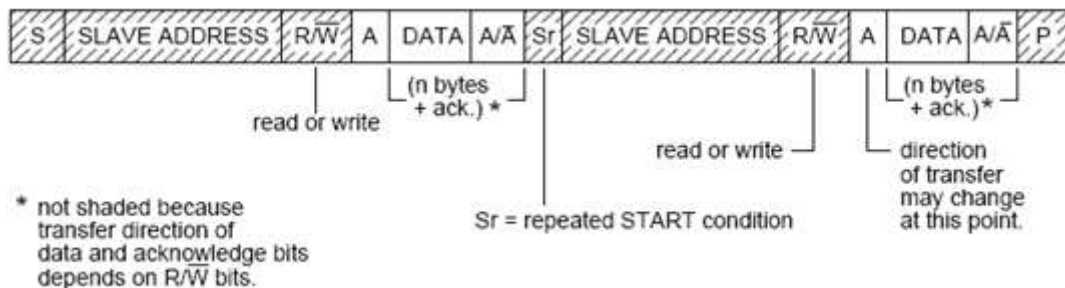 S SLAVE ADDRESS R/W̅ A DATA A/A̅ Sr SLAVE ADDRESS R/W̅ A DATA A/A̅ P
(n bytes
+ ack.) *
(n bytes
+ ack.) *
read or write
read or write
direction
of transfer
may change
at this point.
Sr = repeated START condition
* not shaded because
transfer direction of
data and acknowledge bits
depends on R/W̅ bits.